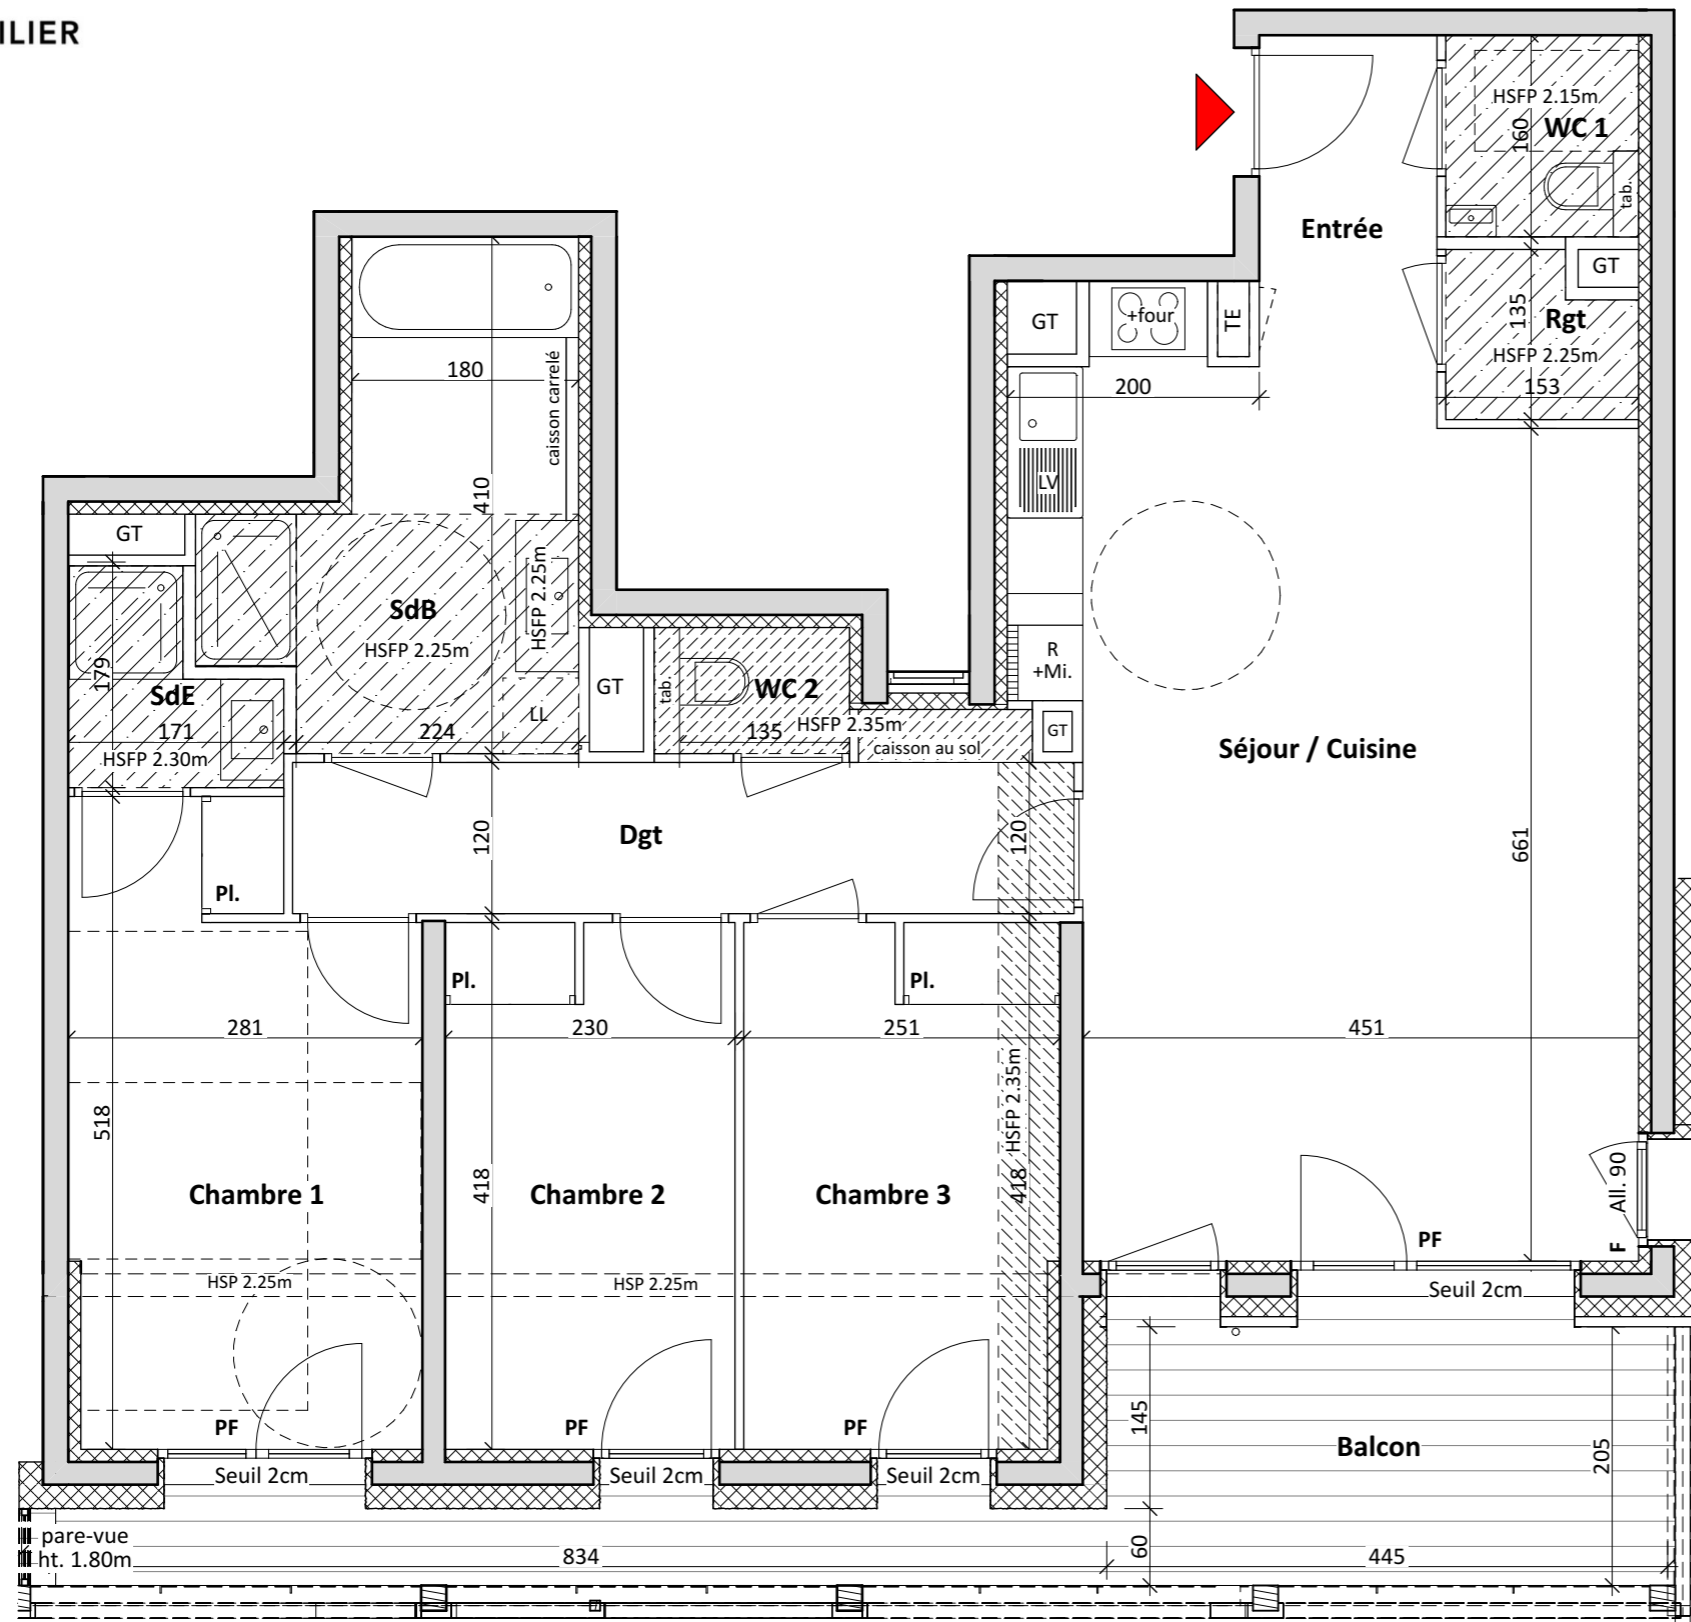 ILIER
HSFP 2.15m
WC 1
160
tab.
Entrée
GT
135
Rgt
HSFP 2.25m
153
GT
+four
TE
200
LV
R
+Mi.
GT
Séjour / Cuisine
661
451
180
caisson carrelé
410
GT
SdB
HSFP 2.25m
HSFP 2.25m
179
SdE
171
HSFP 2.30m
224
LL
GT
tab.
WC 2
135
HSFP 2.35m
caisson au sol
120
Dgt
120
Pl.
Pl.
Pl.
281
230
251
518
418
HSFP 2.35m
418
Chambre 1
Chambre 2
Chambre 3
HSP 2.25m
HSP 2.25m
All. 90
F
PF
Seuil 2cm
PF
PF
PF
Seuil 2cm
Seuil 2cm
Seuil 2cm
145
Balcon
205
pare-vue
ht. 1.80m
834
60
445